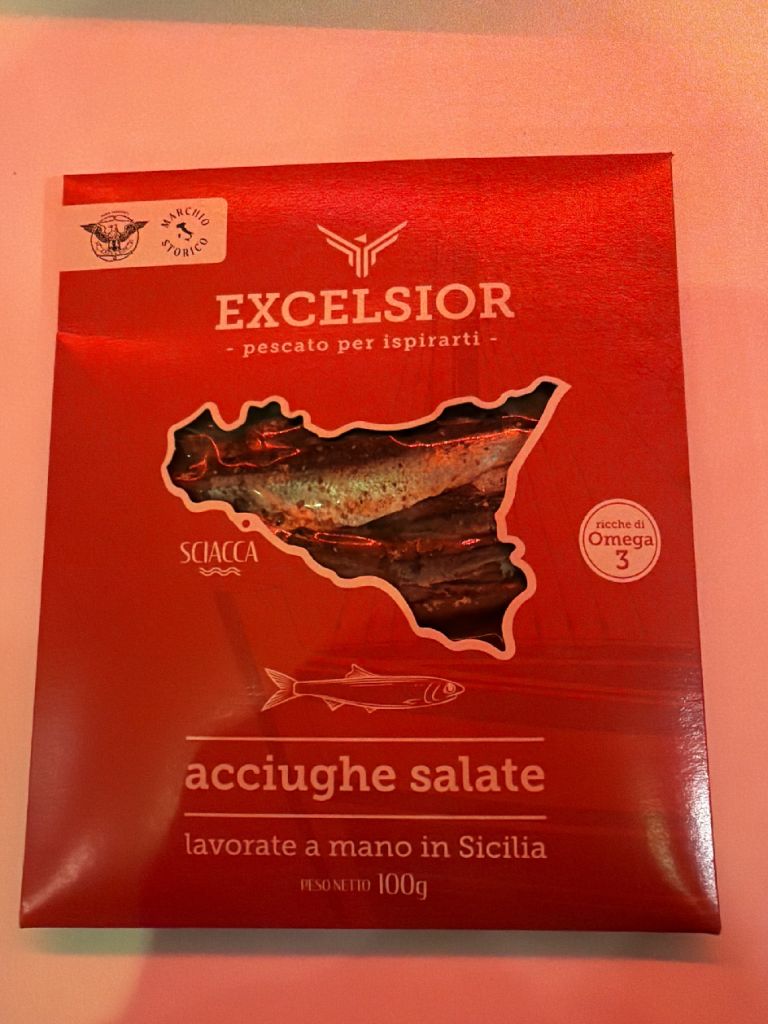 MARCHIO
STORICO
EXCELSIOR
- pescato per ispirarti -
SCIACCA
ricche di
Omega
3
acciughe salate
lavorate a mano in Sicilia
PESO NETTO 100g